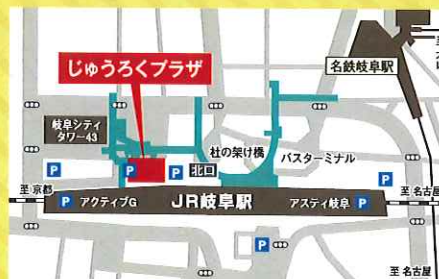 じゅうろくプラザ
名鉄岐阜駅
岐阜シティ
タワー43
P
P
P
北口
杜の架け橋
バスターミナル
P
至 京都
P
アクティブG
JR岐阜駅
アスティ岐阜
P
至 名古屋
P
至 名古屋